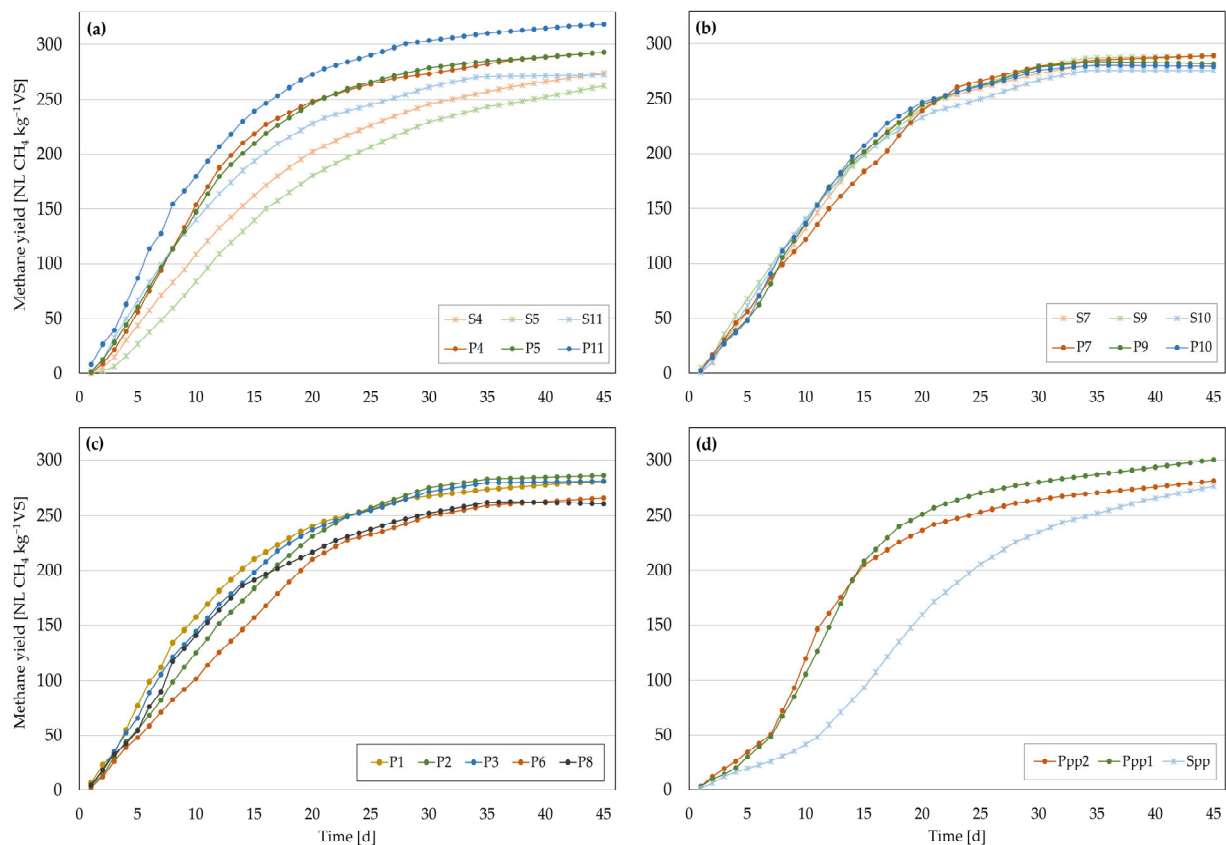 (a)
Methane yield [NL CH₄ kg⁻¹VS]
300
250
200
150
100
50
0
0 5 10 15 20 25 30 35 40 45
S4 S5 S11
P4 P5 P11
(b)
300
250
200
150
100
50
0
0 5 10 15 20 25 30 35 40 45
S7 S9 S10
P7 P9 P10
(c)
Methane yield [NL CH₄ kg⁻¹VS]
300
250
200
150
100
50
0
0 5 10 15 20 25 30 35 40 45
P1 P2 P3 P6 P8
Time [d]
(d)
300
250
200
150
100
50
0
0 5 10 15 20 25 30 35 40 45
Ppp2 Ppp1 Spp
Time [d]